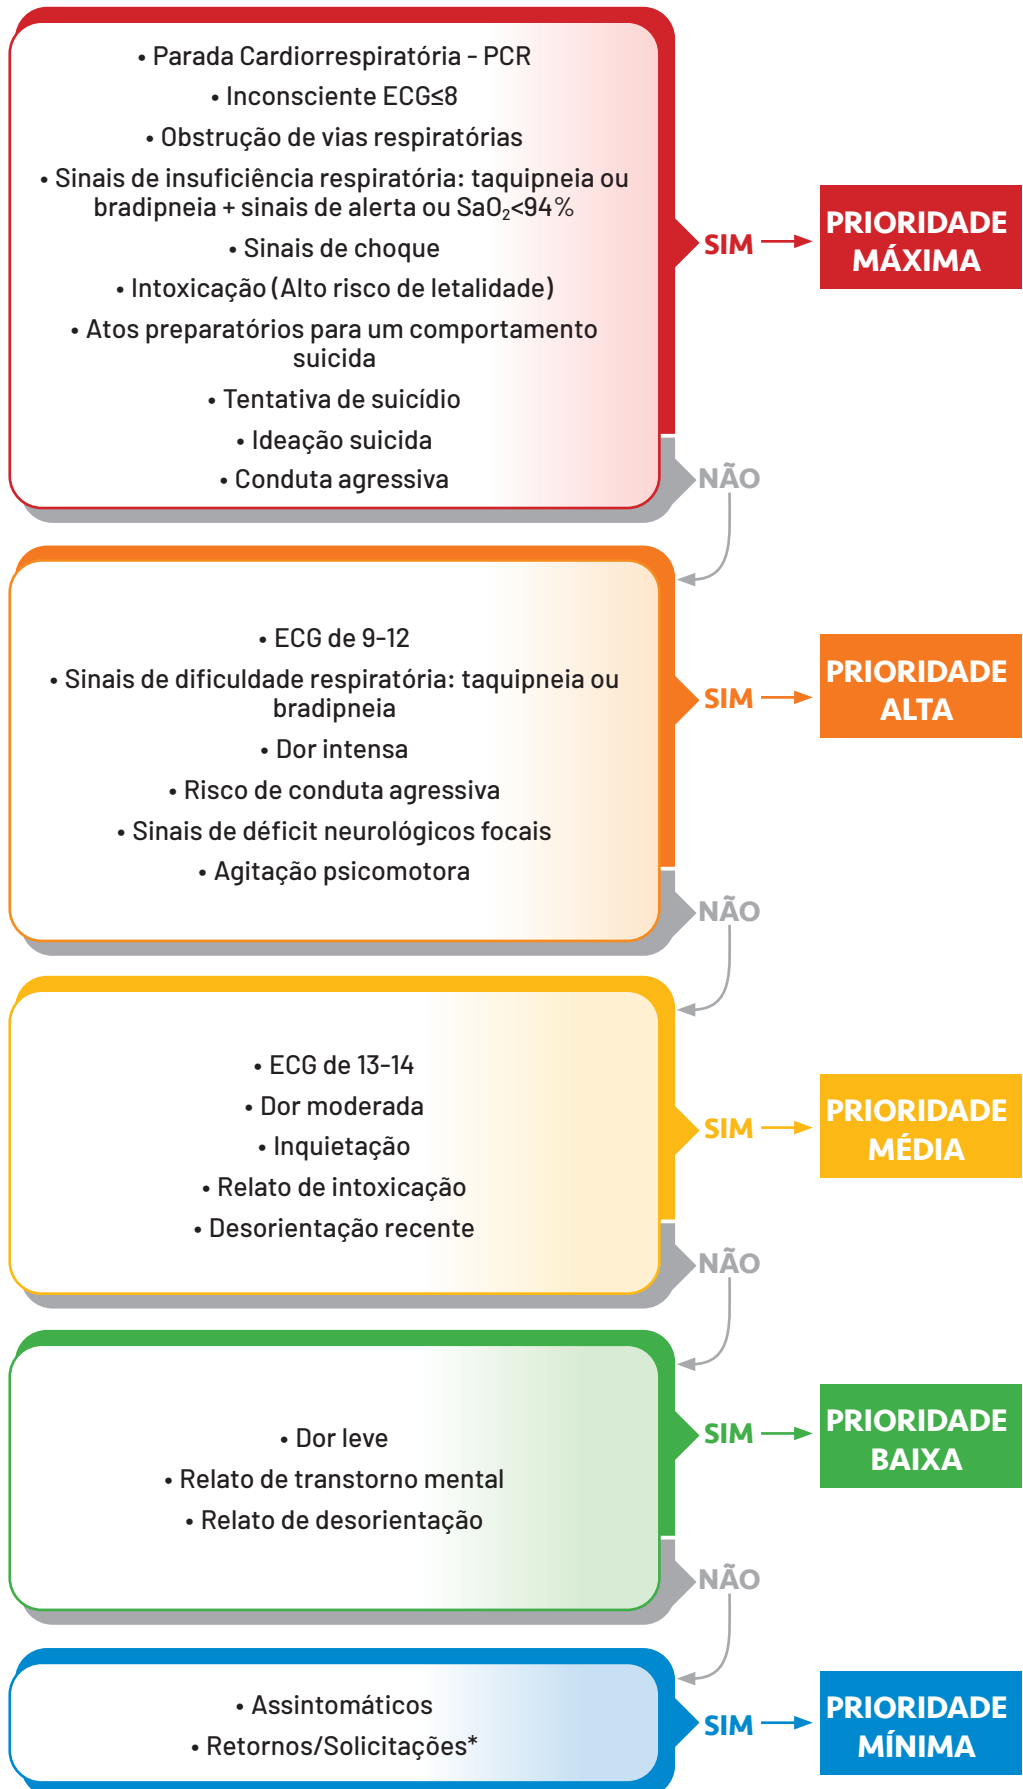 • Parada Cardiorrespiratória - PCR
• Inconsciente ECG≤8
• Obstrução de vias respiratórias
• Sinais de insuficiência respiratória: taquipneia ou
bradipneia + sinais de alerta ou SaO₂<94%
• Sinais de choque
• Intoxicação (Alto risco de letalidade)
• Atos preparatórios para um comportamento
suicida
• Tentativa de suicídio
• Ideação suicida
• Conduta agressiva
SIM
PRIORIDADE
MÁXIMA
NÃO
• ECG de 9-12
• Sinais de dificuldade respiratória: taquipneia ou
bradipneia
• Dor intensa
• Risco de conduta agressiva
• Sinais de déficit neurológicos focais
• Agitação psicomotora
SIM
PRIORIDADE
ALTA
NÃO
• ECG de 13-14
• Dor moderada
• Inquietação
• Relato de intoxicação
• Desorientação recente
SIM
PRIORIDADE
MÉDIA
NÃO
• Dor leve
• Relato de transtorno mental
• Relato de desorientação
SIM
PRIORIDADE
BAIXA
NÃO
• Assintomáticos
• Retornos/Solicitações*
SIM
PRIORIDADE
MÍNIMA